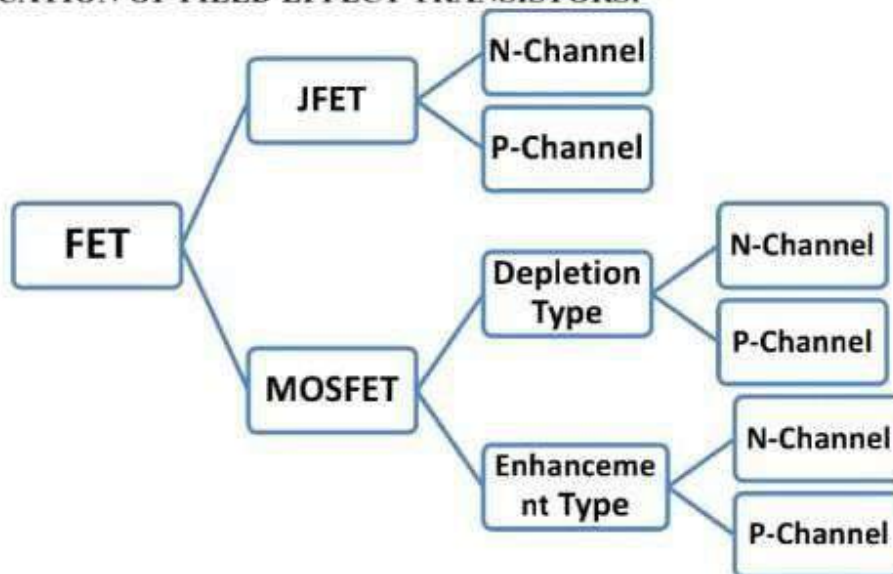 JFET
N-Channel
P-Channel
FET
MOSFET
Depletion
Type
N-Channel
P-Channel
Enhanceme
nt Type
N-Channel
P-Channel